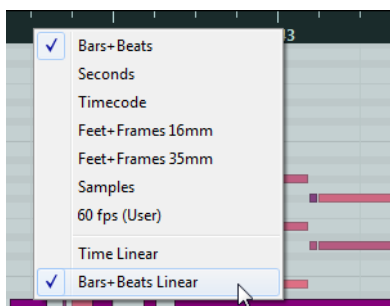 43
Bars+Beats
Seconds
Timecode
Feet+Frames 16mm
Feet+Frames 35mm
Samples
60 fps (User)
Time Linear
Bars+Beats Linear